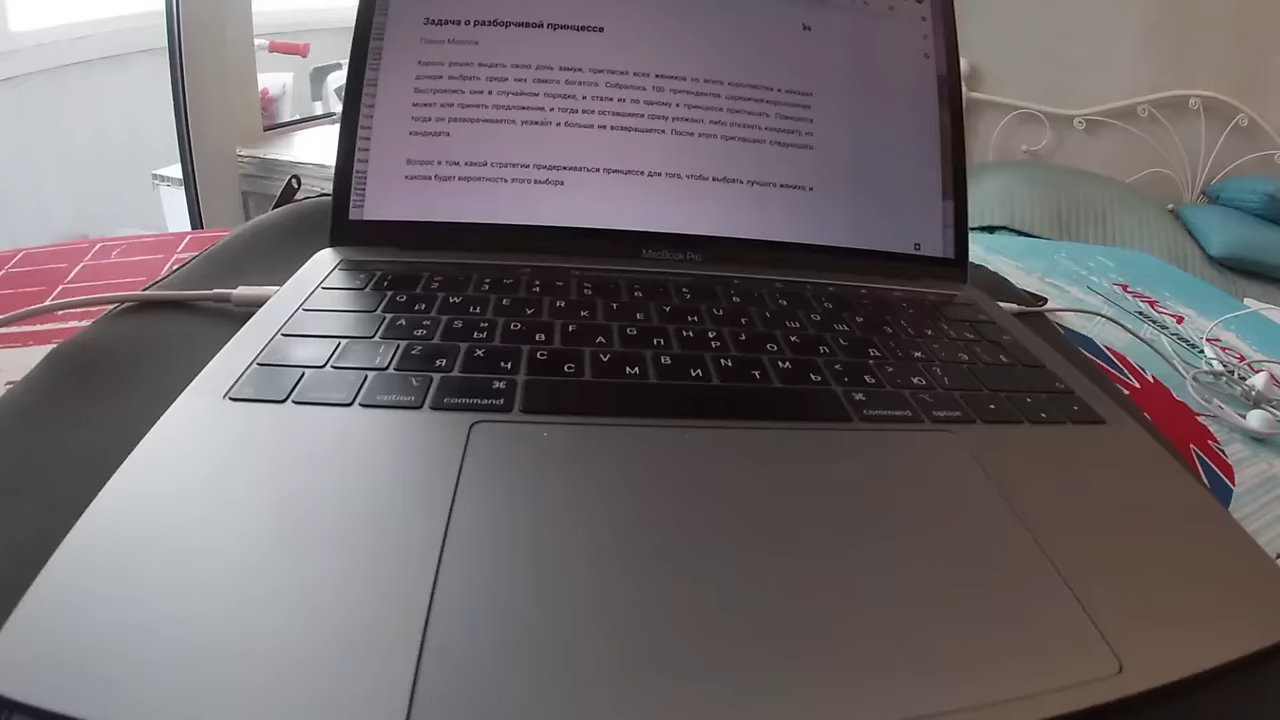 Задача о разборчивой принцессе
Король решил выдать свою дочь замуж, пригласил всех женихов со всего королевства и наказал
дочери выбрать среди них самого богатого. Собралось 100 претендентов
Выстроились они в случайном порядке, и стали их по одному к принцессе приглашать. Принцесса
может или принять предложение, и тогда все оставшиеся сразу уезжают, либо отказать кандидату, но
тогда он разворачивается, уезжает и больше не возвращается. После этого приглашают следующего
кандидата.
Вопрос в том, какой стратегии придерживаться принцессе для того, чтобы выбрать лучшего жениха, и
какова будет вероятность этого выбора.
MacBook Pro
Q Й W Ц E У R К T Е Y Н U Г I Ш O Щ
A Ф S Ы D В F А G П H Р J О K Л L Д Ж Э
Z Я X Ч C С V М B И N Т M Ь Б Ю
option command command option